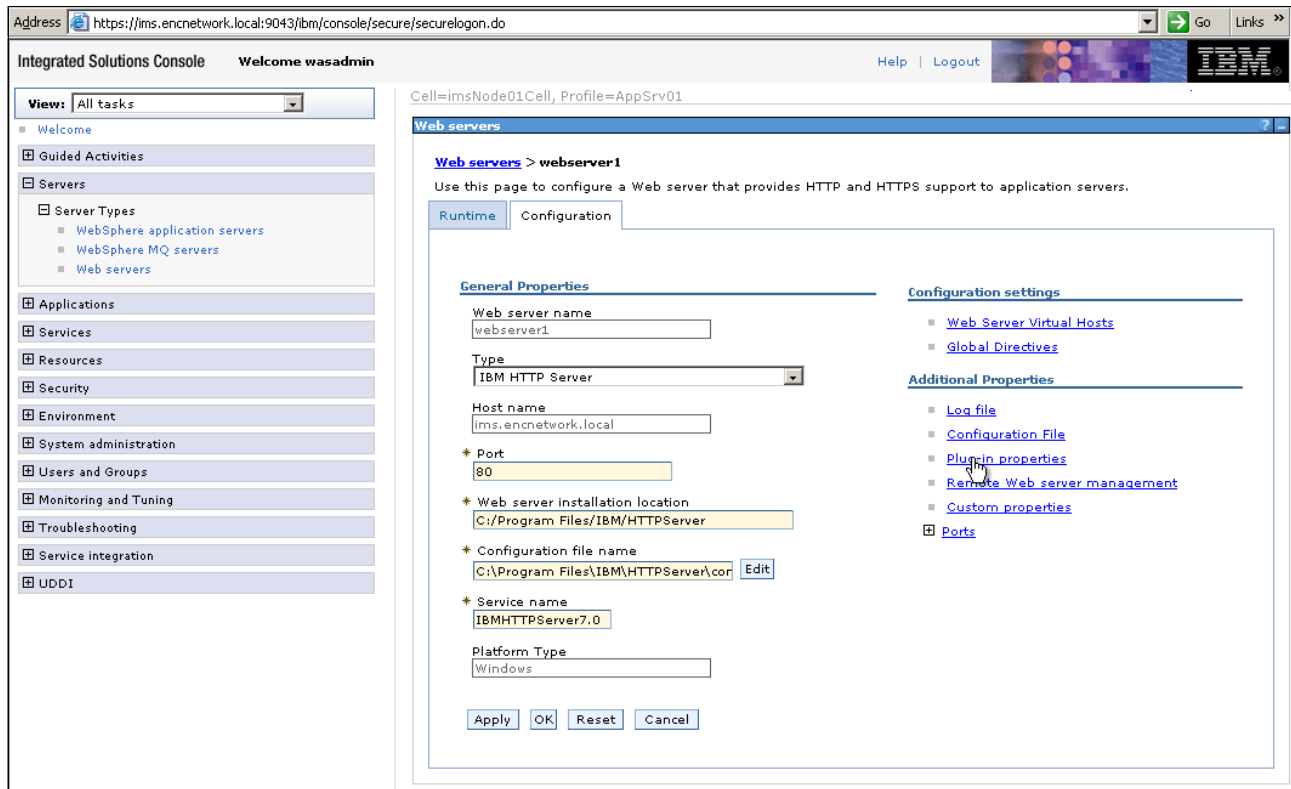 Address https://ims.encnetwork.local:9043/ibm/console/secure/securelogon.do Go Links »
Integrated Solutions Console Welcome wasadmin Help | Logout IBM®
View: All tasks
Welcome
Guided Activities
Servers
Server Types
WebSphere application servers
WebSphere MQ servers
Web servers
Applications
Services
Resources
Security
Environment
System administration
Users and Groups
Monitoring and Tuning
Troubleshooting
Service integration
UDDI
Cell=imsNode01Cell, Profile=AppSrv01
Web servers ? –
Web servers > webserver1
Use this page to configure a Web server that provides HTTP and HTTPS support to application servers.
Runtime Configuration
General Properties
Web server name
webserver1
Type
IBM HTTP Server
Host name
ims.encnetwork.local
* Port
80
* Web server installation location
C:/Program Files/IBM/HTTPServer
* Configuration file name
C:\Program Files\IBM\HTTPServer\cor Edit
* Service name
IBMHTTPServer7.0
Platform Type
Windows
Apply OK Reset Cancel
Configuration settings
Web Server Virtual Hosts
Global Directives
Additional Properties
Log file
Configuration File
Plug-in properties
Remote Web server management
Custom properties
Ports